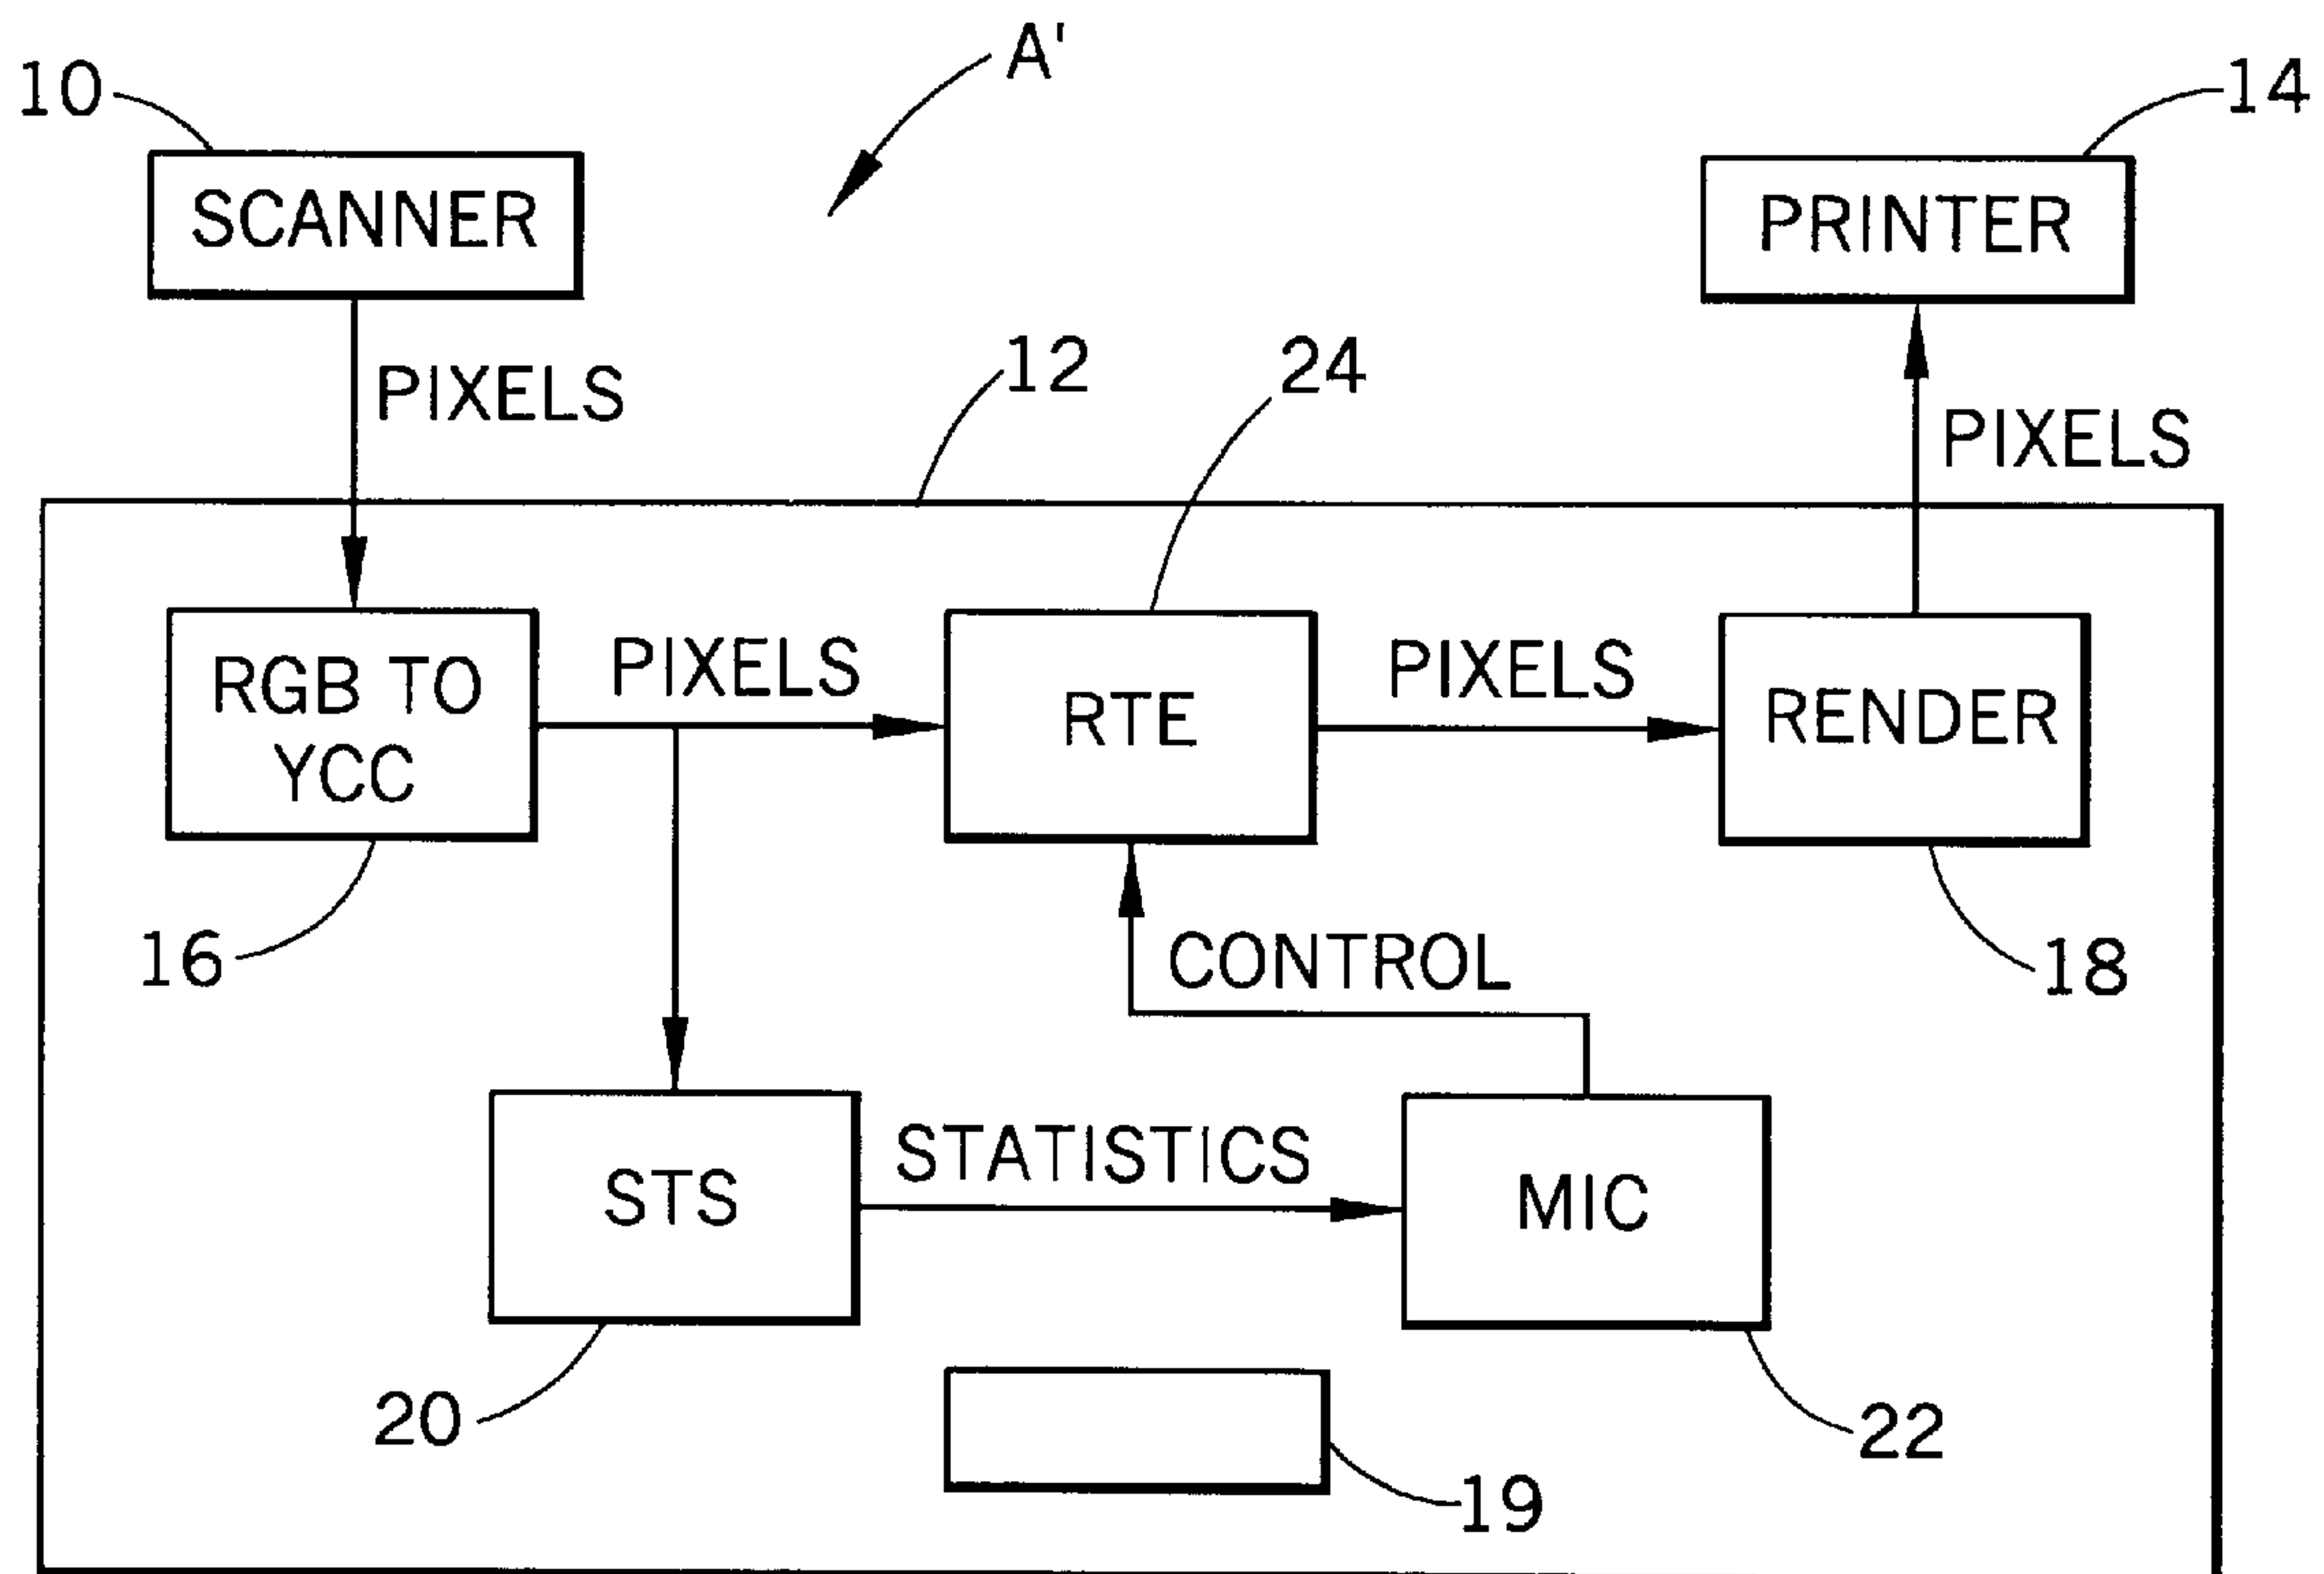 A'
10
14
SCANNER
PRINTER
12
24
PIXELS
PIXELS
RGB TO
YCC
PIXELS
RTE
PIXELS
RENDER
16
CONTROL
18
STS
STATISTICS
MIC
20
22
19